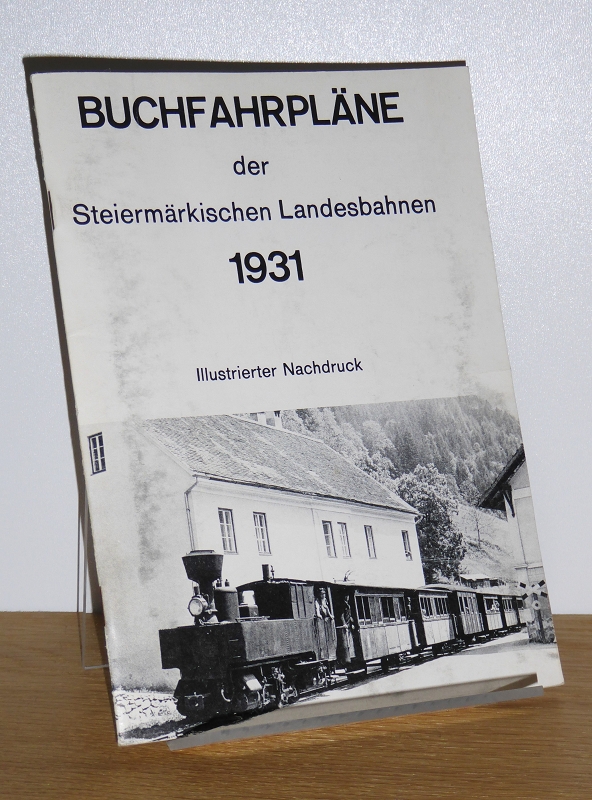 BUCHFAHRPLÄNE
der
Steiermärkischen Landesbahnen
1931
Illustrierter Nachdruck